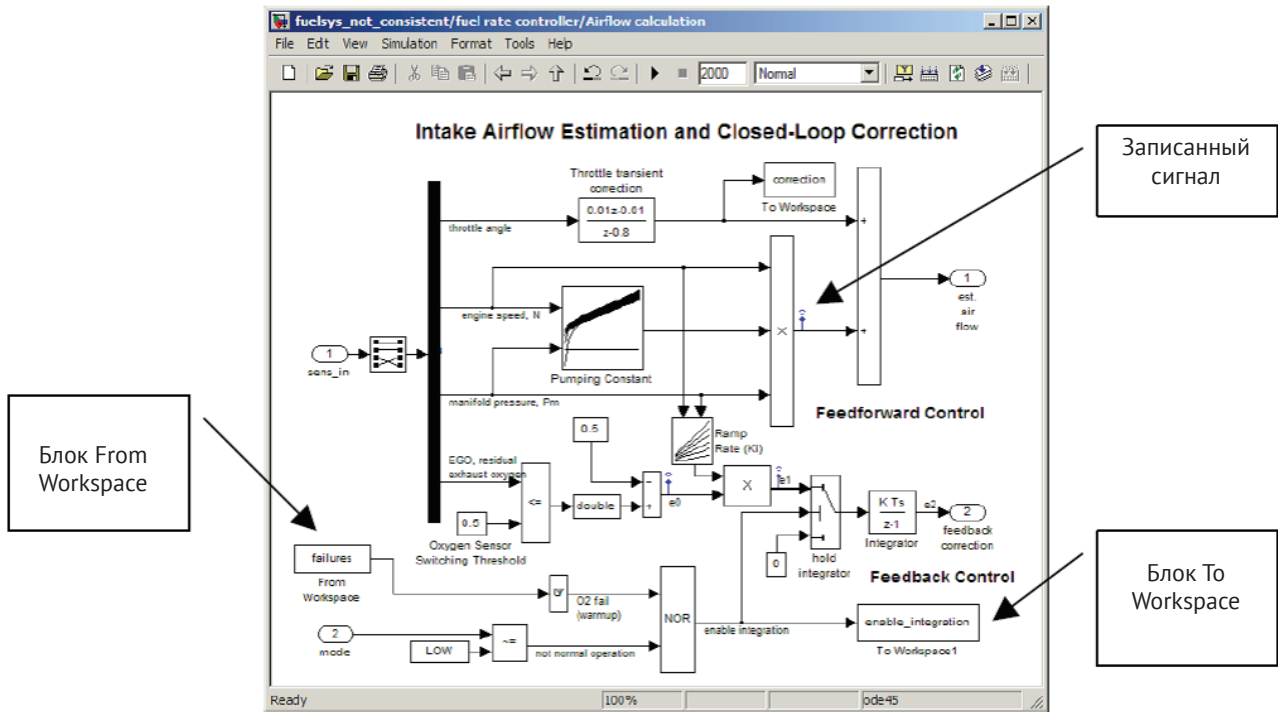 fuelsys_not_consistent/fuel rate controller/Airflow calculation
File Edit View Simulation Format Tools Help
2000
Normal
Intake Airflow Estimation and Closed-Loop Correction
Записанный
сигнал
Throttle transient
correction
0.01z-0.01
z-0.8
correction
To Workspace
throttle angle
engine speed, N
Pumping Constant
X
1
est.
air
flow
1
sens_in
manifold pressure, Pm
Feedforward Control
Блок From
Workspace
0.5
Ramp
Rate (KI)
EGO, residual
exhaust oxygen
<=
0.5
Oxygen Sensor
Switching Threshold
double
e0
X
e1
0
hold
integrator
K Ts
z-1
Integrator
e2
2
feedback
correction
Feedback Control
failures
From
Workspace
O2 fail
(warmup)
NOR
enable integration
enable_integration
To Workspace1
Блок To
Workspace
2
mode
LOW
~=
not normal operation
Ready
100%
ode45